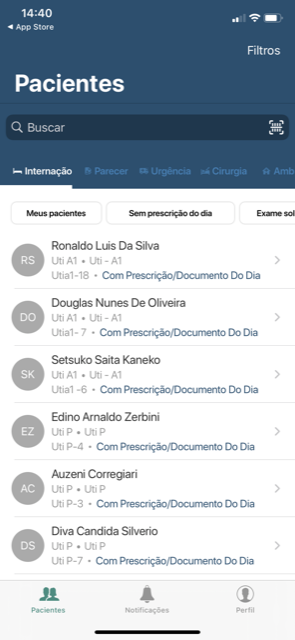 14:40
◀ App Store
Filtros
Pacientes
Buscar
Internação Parecer Urgência Cirurgia Amb
Meus pacientes Sem prescrição do dia Exame sol
RS Ronaldo Luis Da Silva
Uti A1 • Uti - A1
Utia1-18 • Com Prescrição/Documento Do Dia
DO Douglas Nunes De Oliveira
Uti A1 • Uti - A1
Utia1- 7 • Com Prescrição/Documento Do Dia
SK Setsuko Saita Kaneko
Uti A1 • Uti - A1
Utia1 -6 • Com Prescrição/Documento Do Dia
EZ Edino Arnaldo Zerbini
Uti P • Uti P
Uti P-4 • Com Prescrição/Documento Do Dia
AC Auzeni Corregiari
Uti P • Uti P
Uti P-3 • Com Prescrição/Documento Do Dia
DS Diva Candida Silverio
Uti P • Uti P
Uti P-7 • Com Prescrição/Documento Do Dia
Pacientes Notificações Perfil